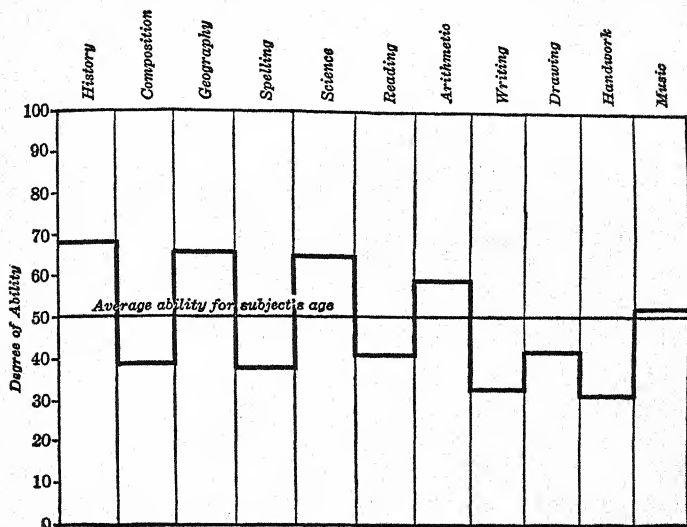 History
Composition
Geography
Spelling
Science
Reading
Arithmetic
Writing
Drawing
Handwork
Music
100
90
80
70
60
50
40
30
20
10
0
Degree of Ability
Average ability for subject's age